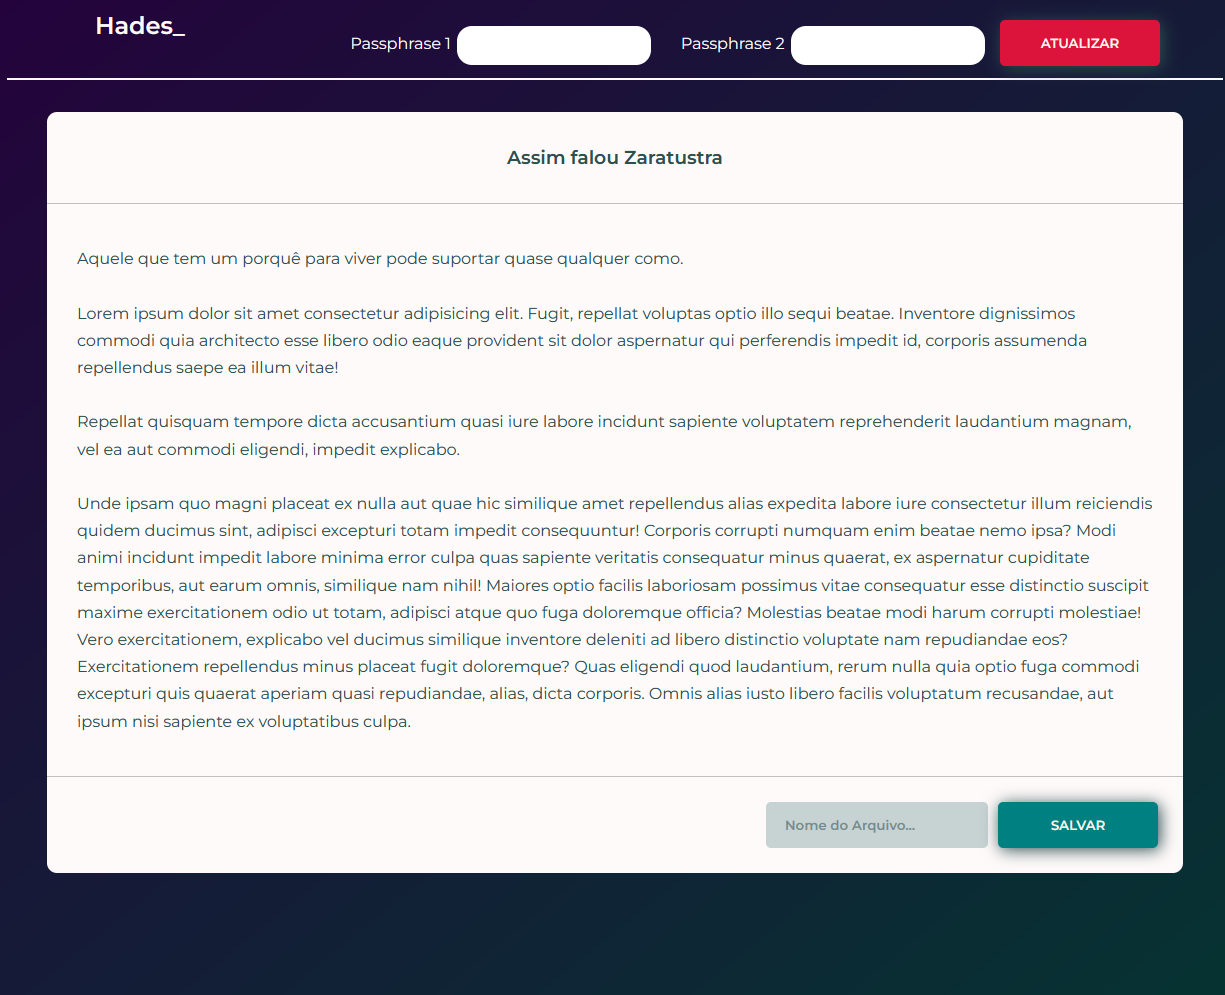 Hades_
Passphrase 1
Passphrase 2
ATUALIZAR
Assim falou Zaratustra
Aquele que tem um porquê para viver pode suportar quase qualquer como.
Lorem ipsum dolor sit amet consectetur adipisicing elit. Fugit, repellat voluptas optio illo sequi beatae. Inventore dignissimos
commodi quia architecto esse libero odio eaque provident sit dolor aspernatur qui perferendis impedit id, corporis assumenda
repellendus saepe ea illum vitae!
Repellat quisquam tempore dicta accusantium quasi iure labore incidunt sapiente voluptatem reprehenderit laudantium magnam,
vel ea aut commodi eligendi, impedit explicabo.
Unde ipsam quo magni placeat ex nulla aut quae hic similique amet repellendus alias expedita labore iure consectetur illum reiciendis
quidem ducimus sint, adipisci excepturi totam impedit consequuntur! Corporis corrupti numquam enim beatae nemo ipsa? Modi
animi incidunt impedit labore minima error culpa quas sapiente veritatis consequatur minus quaerat, ex aspernatur cupiditate
temporibus, aut earum omnis, similique nam nihil! Maiores optio facilis laboriosam possimus vitae consequatur esse distinctio suscipit
maxime exercitationem odio ut totam, adipisci atque quo fuga doloremque officia? Molestias beatae modi harum corrupti molestiae!
Vero exercitationem, explicabo vel ducimus similique inventore deleniti ad libero distinctio voluptate nam repudiandae eos?
Exercitationem repellendus minus placeat fugit doloremque? Quas eligendi quod laudantium, rerum nulla quia optio fuga commodi
excepturi quis quaerat aperiam quasi repudiandae, alias, dicta corporis. Omnis alias iusto libero facilis voluptatum recusandae, aut
ipsum nisi sapiente ex voluptatibus culpa.
Nome do Arquivo...
SALVAR